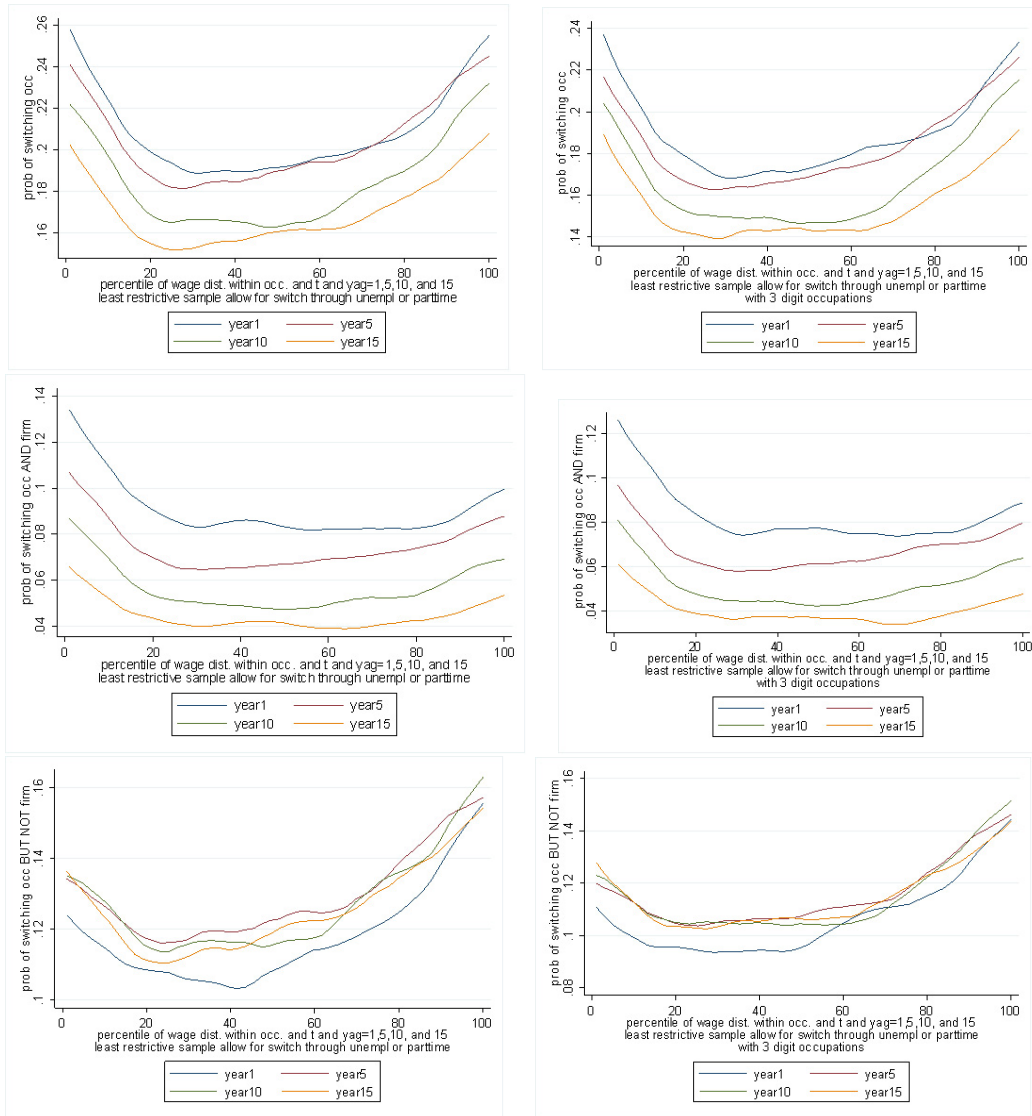 prob of switching occ
.26
.24
.22
.2
.18
.16
0 20 40 60 80 100
percentile of wage dist. within occ. and t and yag=1,5,10, and 15
least restrictive sample allow for switch through unempl or parttime
year1 year5
year10 year15
prob of switching occ
.24
.22
.2
.18
.16
.14
0 20 40 60 80 100
percentile of wage dist. within occ. and t and yag=1,5,10, and 15
least restrictive sample allow for switch through unempl or parttime
with 3 digit occupations
year1 year5
year10 year15
prob of switching occ AND firm
.14
.12
.1
.08
.06
.04
0 20 40 60 80 100
percentile of wage dist. within occ. and t and yag=1,5,10, and 15
least restrictive sample allow for switch through unempl or parttime
year1 year5
year10 year15
prob of switching occ AND firm
.12
.1
.08
.06
.04
0 20 40 60 80 100
percentile of wage dist. within occ. and t and yag=1,5,10, and 15
least restrictive sample allow for switch through unempl or parttime
with 3 digit occupations
year1 year5
year10 year15
prob of switching occ BUT NOT firm
.16
.14
.12
.1
0 20 40 60 80 100
percentile of wage dist. within occ. and t and yag=1,5,10, and 15
least restrictive sample allow for switch through unempl or parttime
year1 year5
year10 year15
prob of switching occ BUT NOT firm
.16
.14
.12
.1
.08
0 20 40 60 80 100
percentile of wage dist. within occ. and t and yag=1,5,10, and 15
least restrictive sample allow for switch through unempl or parttime
with 3 digit occupations
year1 year5
year10 year15